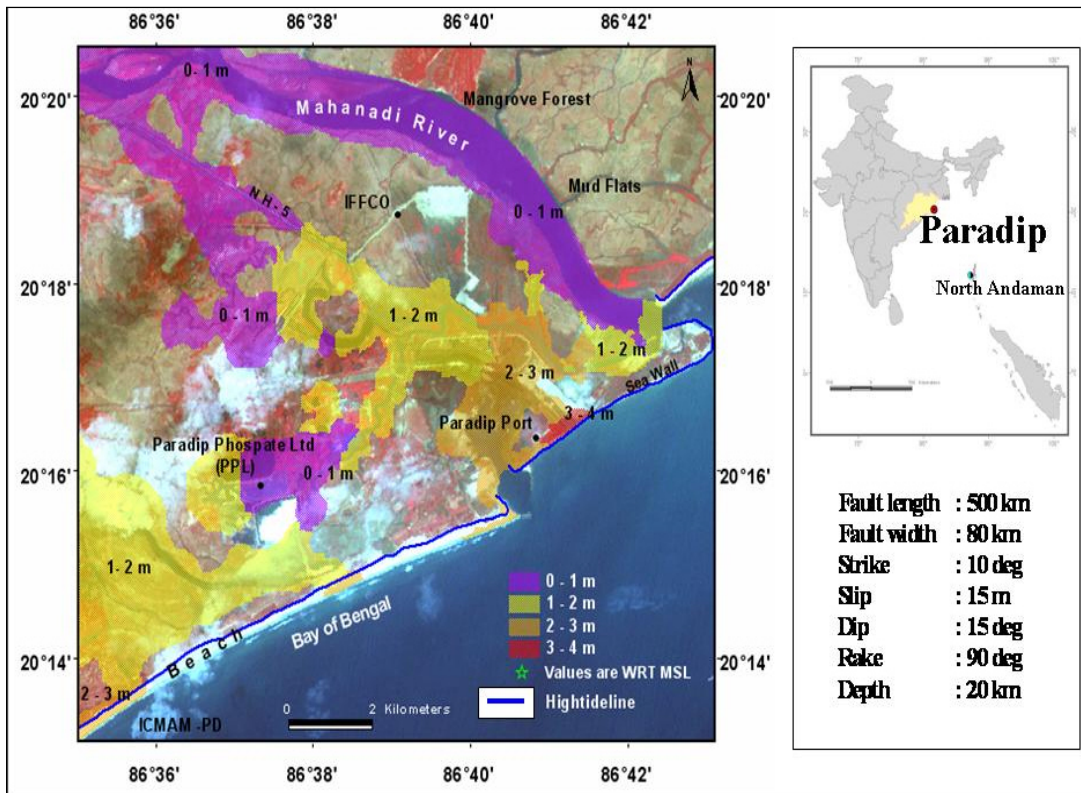 86°36'
86°38'
86°40'
86°42'
20°20'
20°18'
20°16'
20°14'
20°20'
20°18'
20°16'
20°14'
0 - 1 m
Mahanadi River
Mangrove Forest
N
Mud Flats
NH-5
IFFCO
0 - 1 m
0 - 1 m
1 - 2 m
1 - 2 m
2 - 3 m
Sea Wall
3 - 4 m
Paradip Port
Paradip Phospate Ltd
(PPL)
0 - 1 m
1 - 2 m
Beach
Bay of Bengal
2 - 3 m
ICMAM -PD
0 - 1 m
1 - 2 m
2 - 3 m
3 - 4 m
Values are WRT MSL
Hightideline
0 2 Kilometers
86°36'
86°38'
86°40'
86°42'
Paradip
North Andaman
Fault length : 500 km
Fault width : 80 km
Strike : 10 deg
Slip : 15 m
Dip : 15 deg
Rake : 90 deg
Depth : 20 km